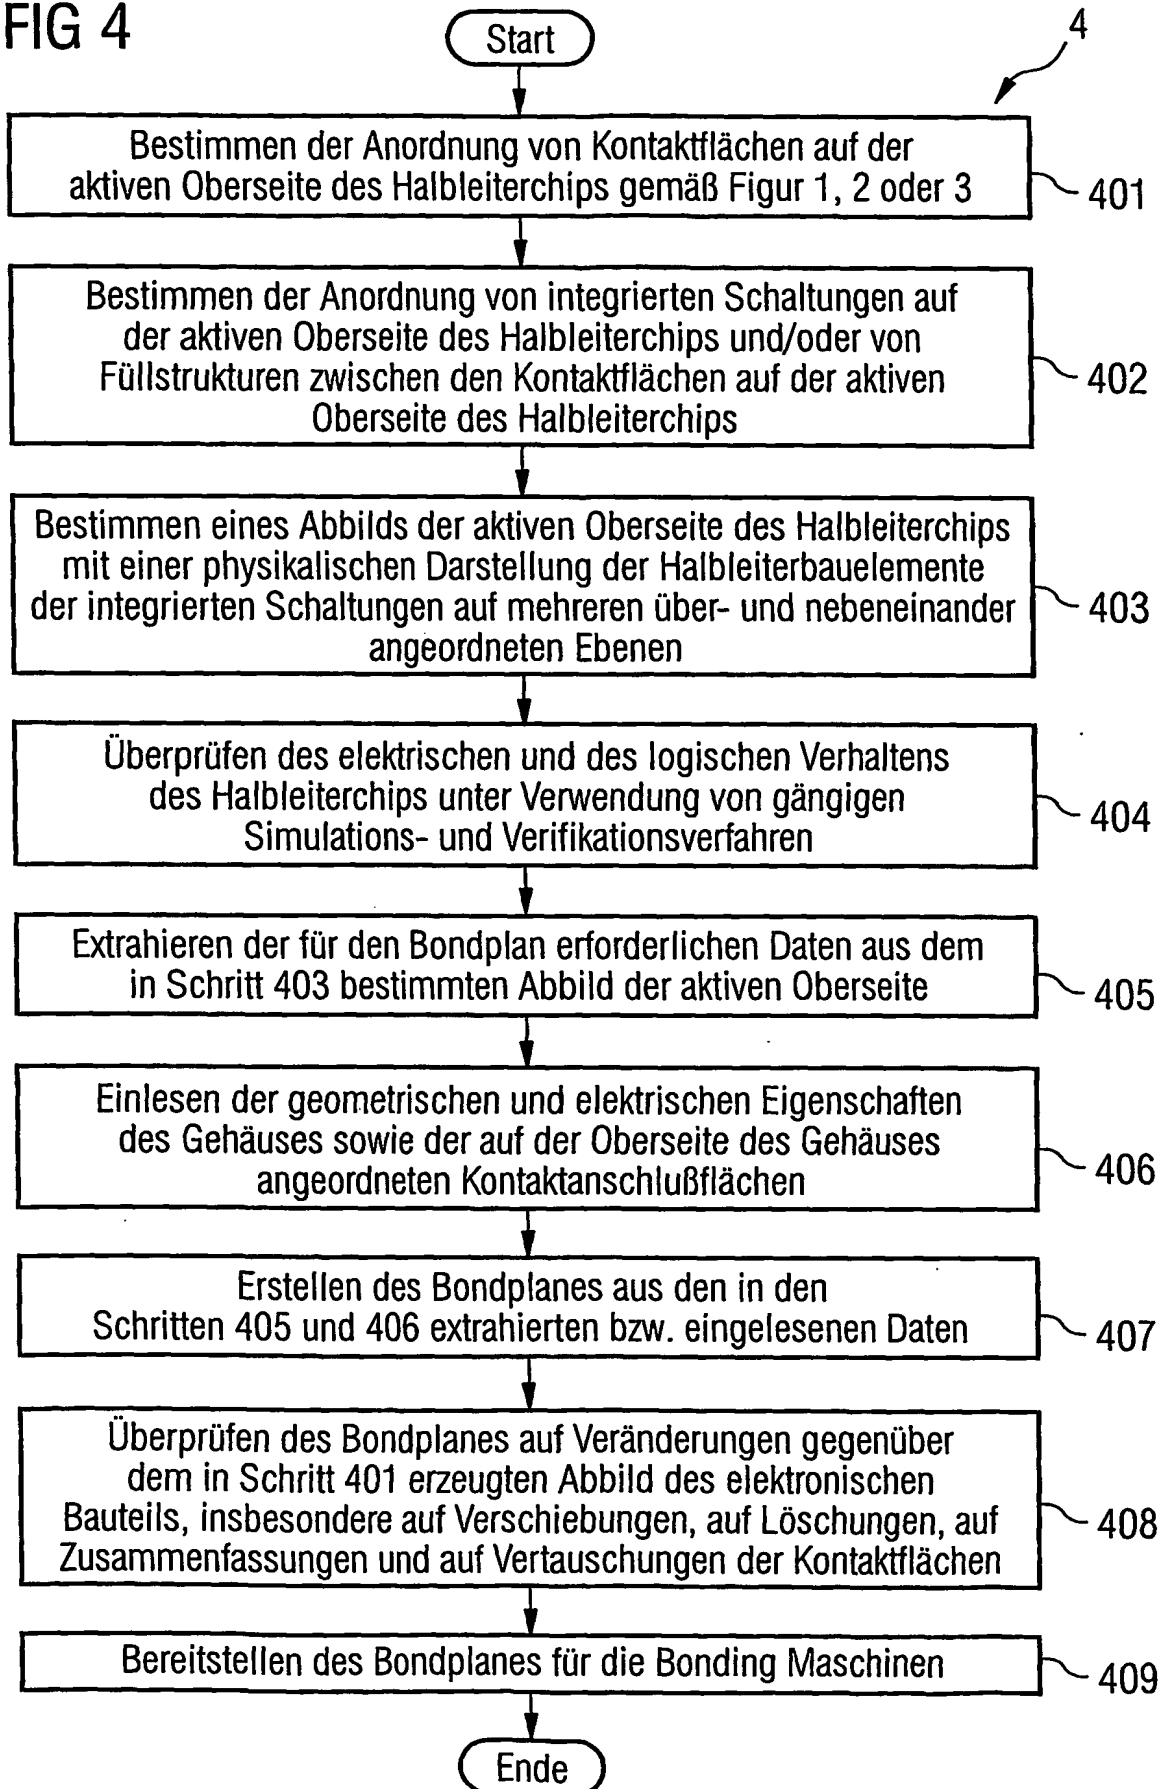 FIG 4
Start
4
Bestimmen der Anordnung von Kontaktflächen auf der
aktiven Oberseite des Halbleiterchips gemäß Figur 1, 2 oder 3
401
Bestimmen der Anordnung von integrierten Schaltungen auf
der aktiven Oberseite des Halbleiterchips und/oder von
Füllstrukturen zwischen den Kontaktflächen auf der aktiven
Oberseite des Halbleiterchips
402
Bestimmen eines Abbilds der aktiven Oberseite des Halbleiterchips
mit einer physikalischen Darstellung der Halbleiterbauelemente
der integrierten Schaltungen auf mehreren über- und nebeneinander
angeordneten Ebenen
403
Überprüfen des elektrischen und des logischen Verhaltens
des Halbleiterchips unter Verwendung von gängigen
Simulations- und Verifikationsverfahren
404
Extrahieren der für den Bondplan erforderlichen Daten aus dem
in Schritt 403 bestimmten Abbild der aktiven Oberseite
405
Einlesen der geometrischen und elektrischen Eigenschaften
des Gehäuses sowie der auf der Oberseite des Gehäuses
angeordneten Kontaktanschlußflächen
406
Erstellen des Bondplanes aus den in den
Schritten 405 und 406 extrahierten bzw. eingelesenen Daten
407
Überprüfen des Bondplanes auf Veränderungen gegenüber
dem in Schritt 401 erzeugten Abbild des elektronischen
Bauteils, insbesondere auf Verschiebungen, auf Löschungen, auf
Zusammenfassungen und auf Vertauschungen der Kontaktflächen
408
Bereitstellen des Bondplanes für die Bonding Maschinen
409
Ende